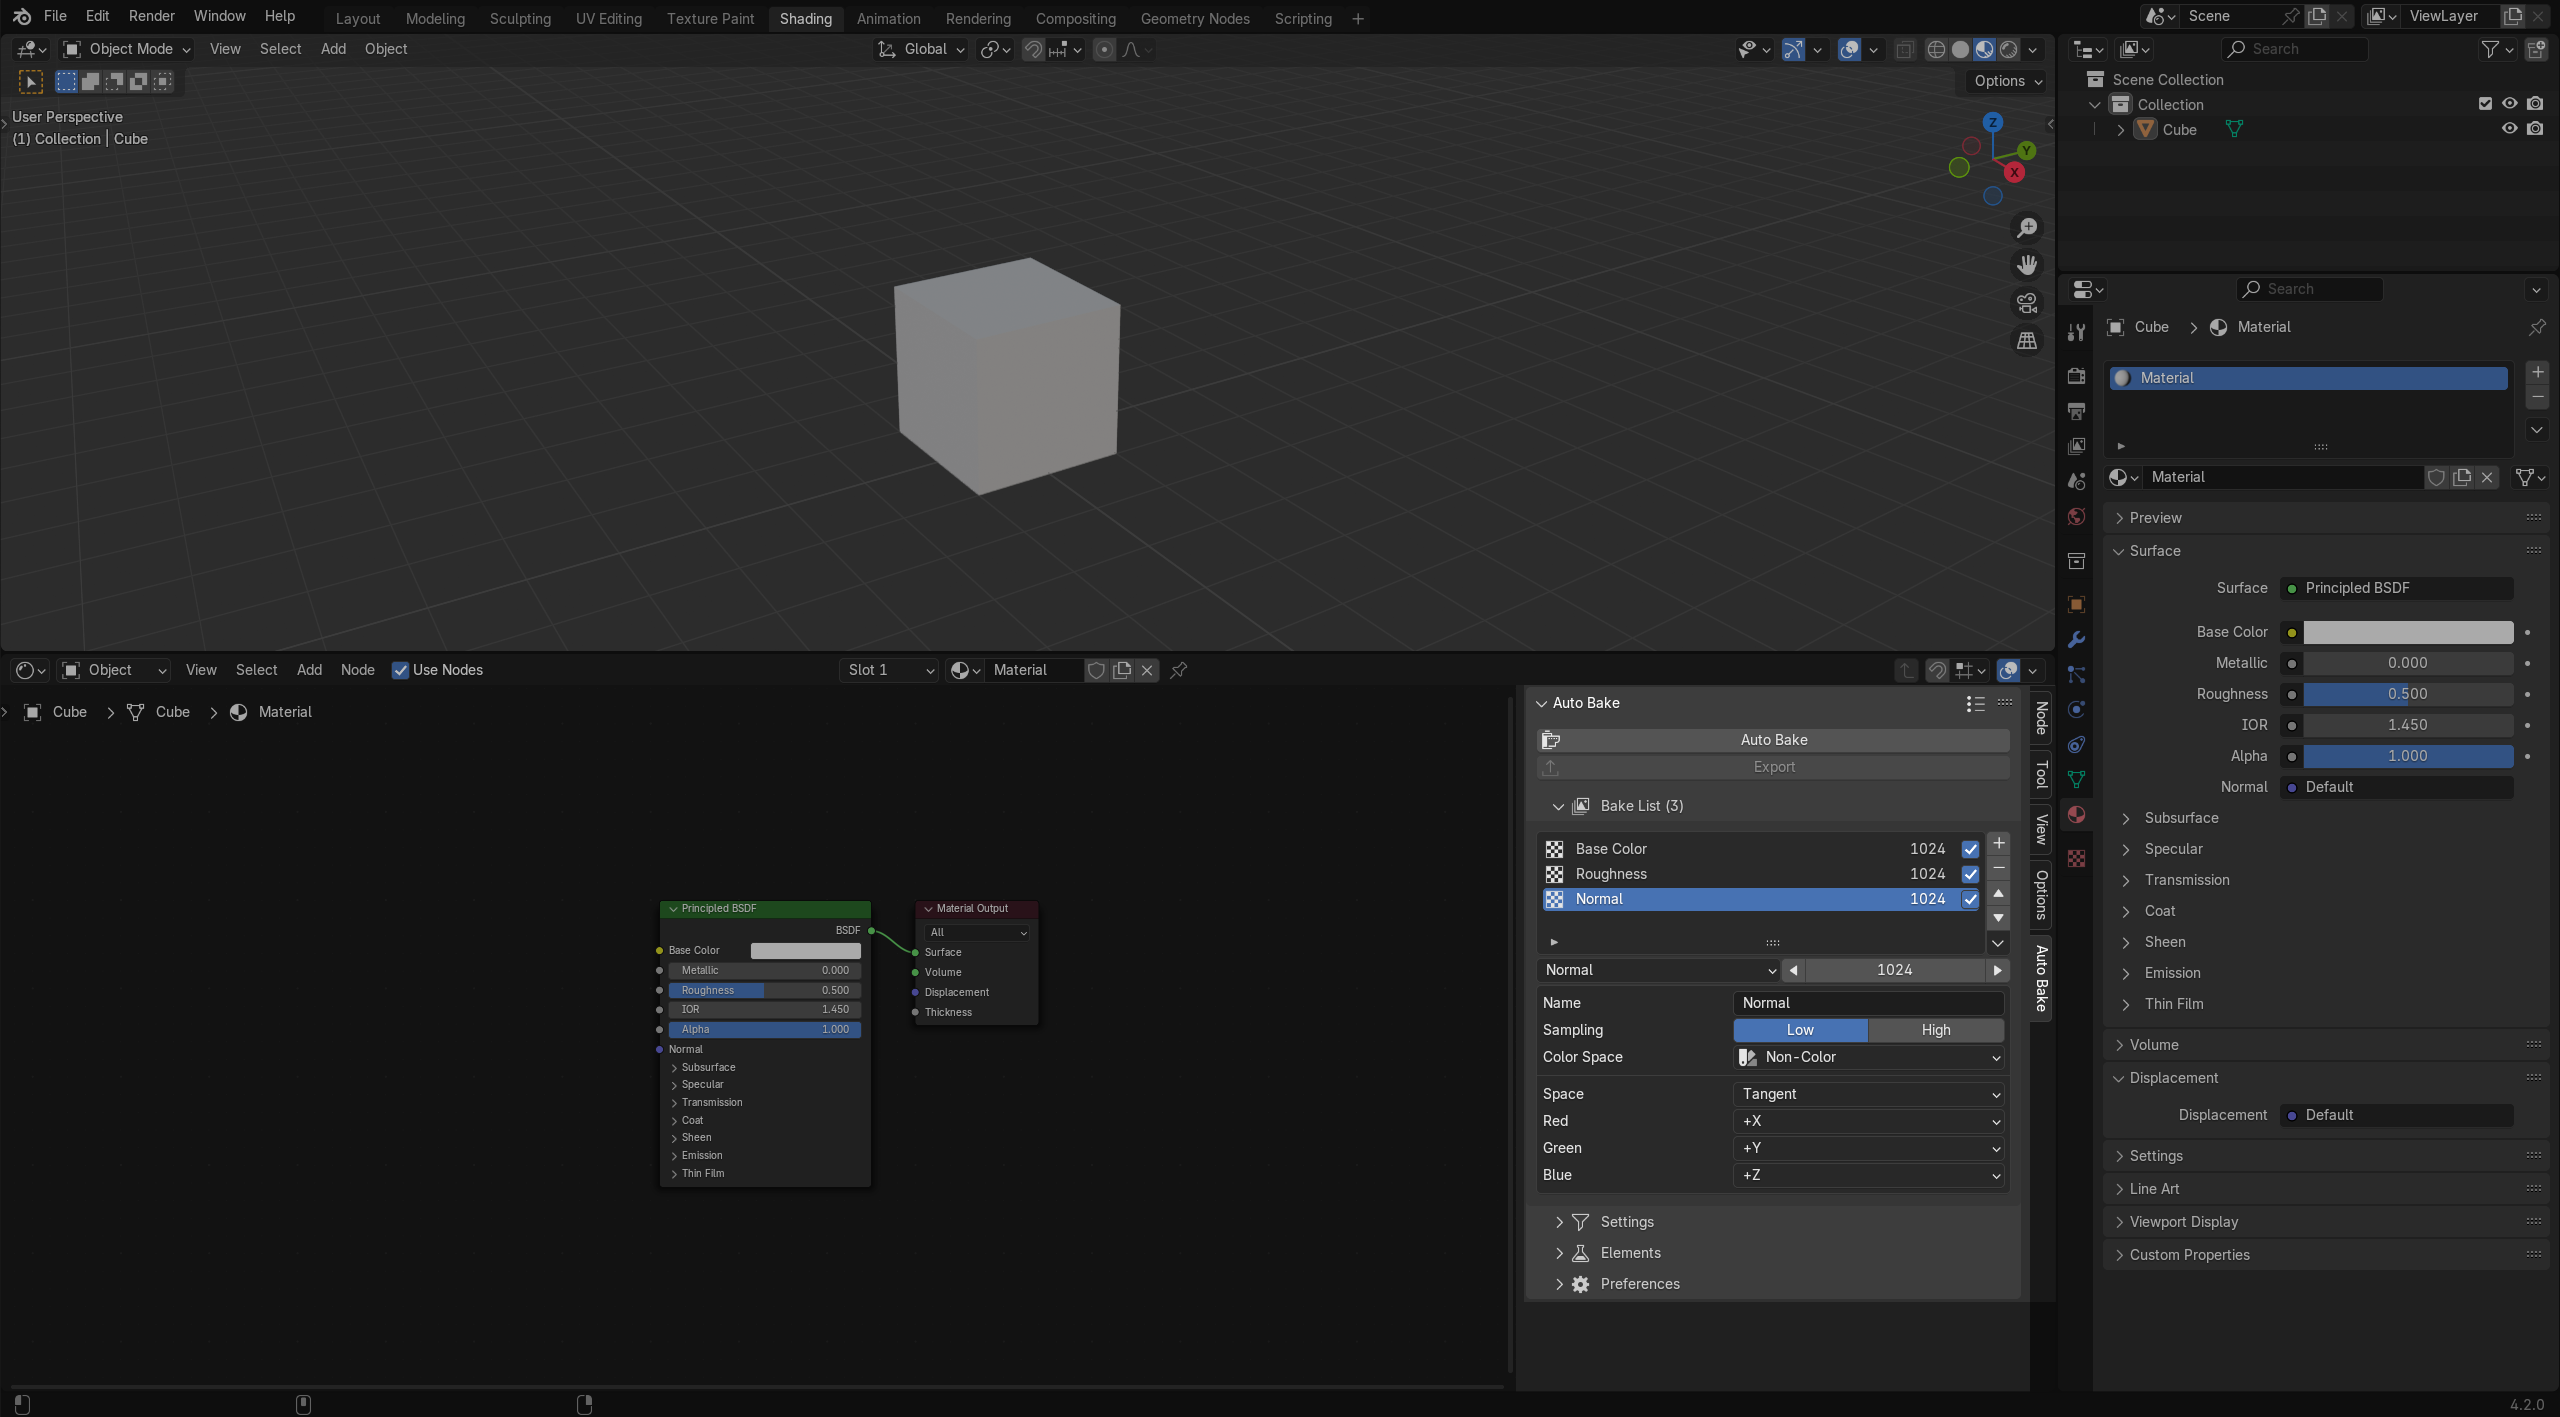 File Edit Render Window Help Layout Modeling Sculpting UV Editing Texture Paint Shading Animation Rendering Compositing Geometry Nodes Scripting + Scene ViewLayer
Object Mode View Select Add Object Global Search
Options
User Perspective
(1) Collection | Cube
Z
Y
X
Scene Collection
Collection
Cube
Search
Cube > Material
Material
Material
Preview
Surface
Surface Principled BSDF
Base Color
Metallic 0.000
Roughness 0.500
IOR 1.450
Alpha 1.000
Normal Default
Subsurface
Specular
Transmission
Coat
Sheen
Emission
Thin Film
Volume
Displacement
Displacement Default
Settings
Line Art
Viewport Display
Custom Properties
Object View Select Add Node Use Nodes Slot 1 Material
Cube > Cube > Material
Principled BSDF
BSDF
Base Color
Metallic 0.000
Roughness 0.500
IOR 1.450
Alpha 1.000
Normal
Subsurface
Specular
Transmission
Coat
Sheen
Emission
Thin Film
Material Output
All
Surface
Volume
Displacement
Thickness
Auto Bake
Auto Bake
Export
Bake List (3)
Base Color 1024
Roughness 1024
Normal 1024
Normal 1024
Name Normal
Sampling Low High
Color Space Non-Color
Space Tangent
Red +X
Green +Y
Blue +Z
Settings
Elements
Preferences
Node
Tool
View
Options
Auto Bake
4.2.0